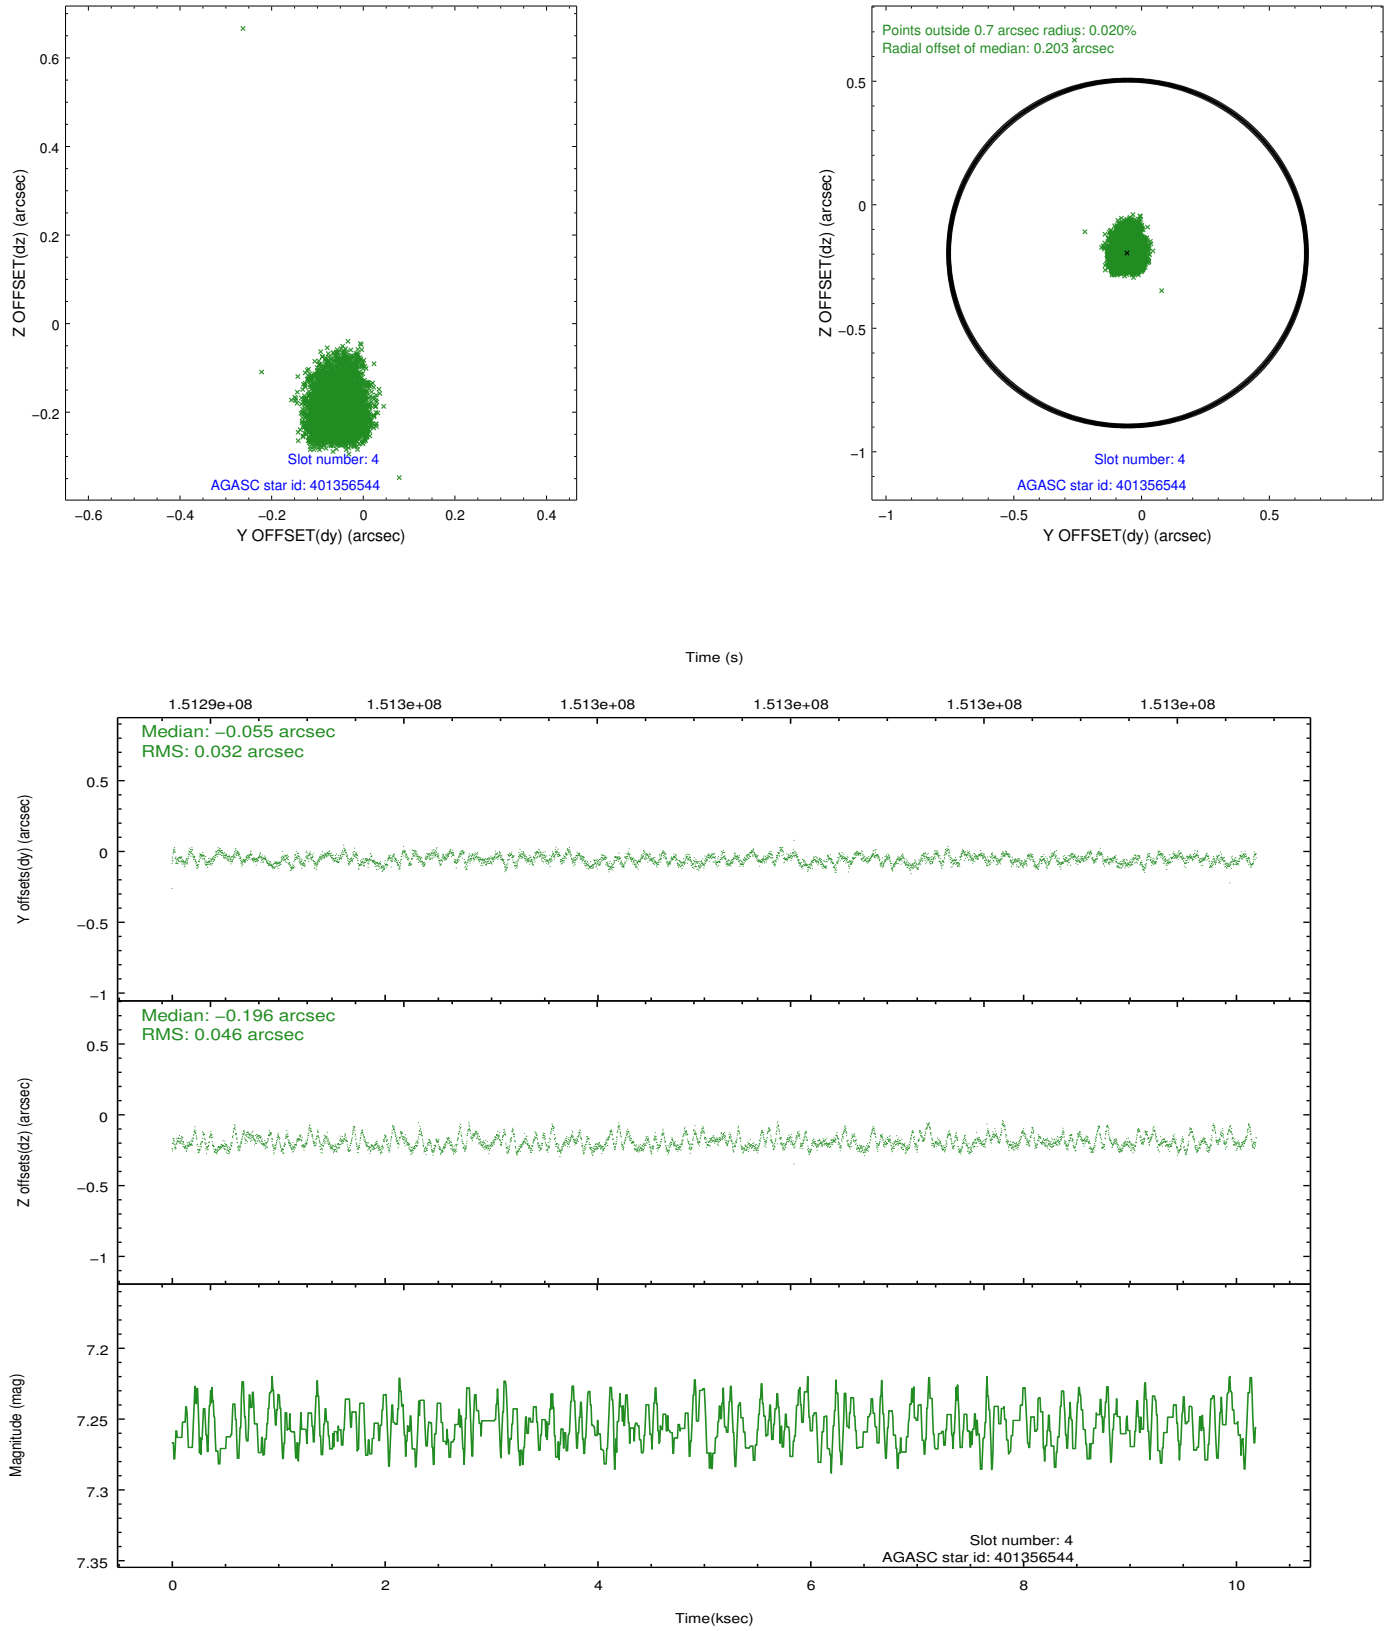 0.6
0.4
0.2
0
−0.2
Z OFFSET(dz) (arcsec)
Slot number: 4
AGASC star id: 401356544
−0.6
−0.4
−0.2
0
0.2
0.4
Y OFFSET(dy) (arcsec)
Points outside 0.7 arcsec radius: 0.020%
Radial offset of median: 0.203 arcsec
0.5
0
−0.5
−1
Z OFFSET(dz) (arcsec)
Slot number: 4
AGASC star id: 401356544
−1
−0.5
0
0.5
Y OFFSET(dy) (arcsec)
Time (s)
1.5129e+08
1.513e+08
1.513e+08
1.513e+08
1.513e+08
1.513e+08
Median: −0.055 arcsec
RMS: 0.032 arcsec
0.5
0
−0.5
−1
Y offsets(dy) (arcsec)
Median: −0.196 arcsec
RMS: 0.046 arcsec
0.5
0
−0.5
−1
Z offsets(dz) (arcsec)
7.2
7.25
7.3
7.35
Magnitude (mag)
Slot number: 4
AGASC star id: 401356544
0
2
4
6
8
10
Time(ksec)